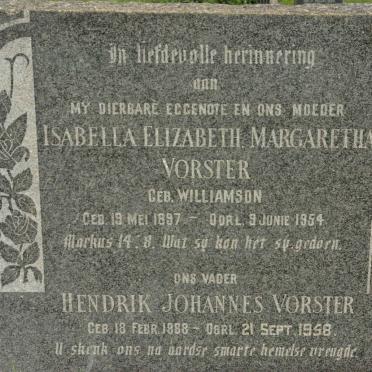 In liefdevolle herinnering
aan
MY DIERBARE EGGENOTE EN ONS MOEDER
ISABELLA ELIZABETH MARGARETHA
VORSTER
GEB. WILLIAMSON
GEB. 19 MEI 1897 - OORL. 9 JUNIE 1954
Markus 14:8. Wat sy kon het sy gedoen.
ONS VADER
HENDRIK JOHANNES VORSTER
GEB. 18 FEBR. 1888 - OORL. 21 SEPT. 1958.
U skenk ons na aardse smarte hemelse vreugde.